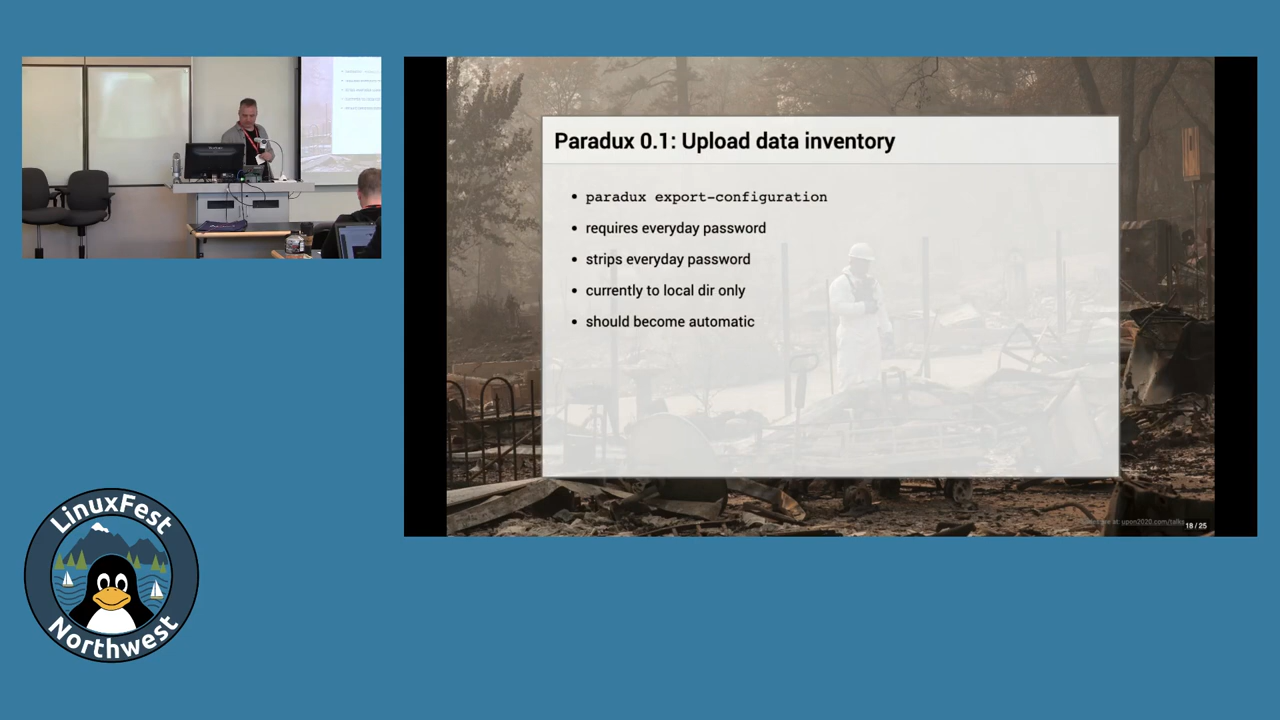 Paradux 0.1: Upload data inventory
• paradux export-configuration
• requires everyday password
• strips everyday password
• currently to local dir only
• should become automatic
at: upon2020.com/talks
18 / 25
LinuxFest
Northwest